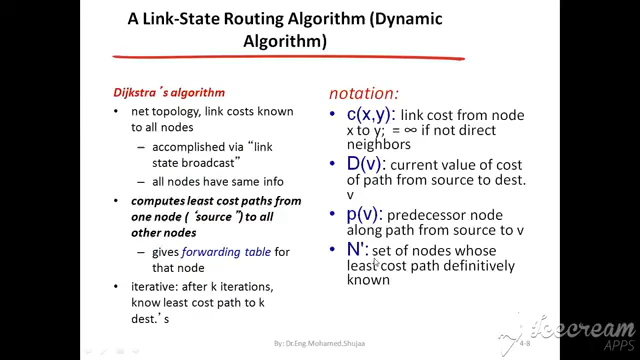 A Link-State Routing Algorithm (Dynamic
Algorithm)
Dijkstra´s algorithm
• net topology, link costs known
to all nodes
– accomplished via “link
state broadcast”
– all nodes have same info
• computes least cost paths from
one node (‘source”) to all
other nodes
– gives forwarding table for
that node
• iterative: after k iterations,
know least cost path to k
dest.’s
notation:
• c(x,y): link cost from node
x to y; = ∞ if not direct
neighbors
• D(v): current value of cost
of path from source to dest.
v
• p(v): predecessor node
along path from source to v
• N': set of nodes whose
least cost path definitively
known
By: Dr.Eng.Mohamed.Shujaa
4-8
Icecream
APPS